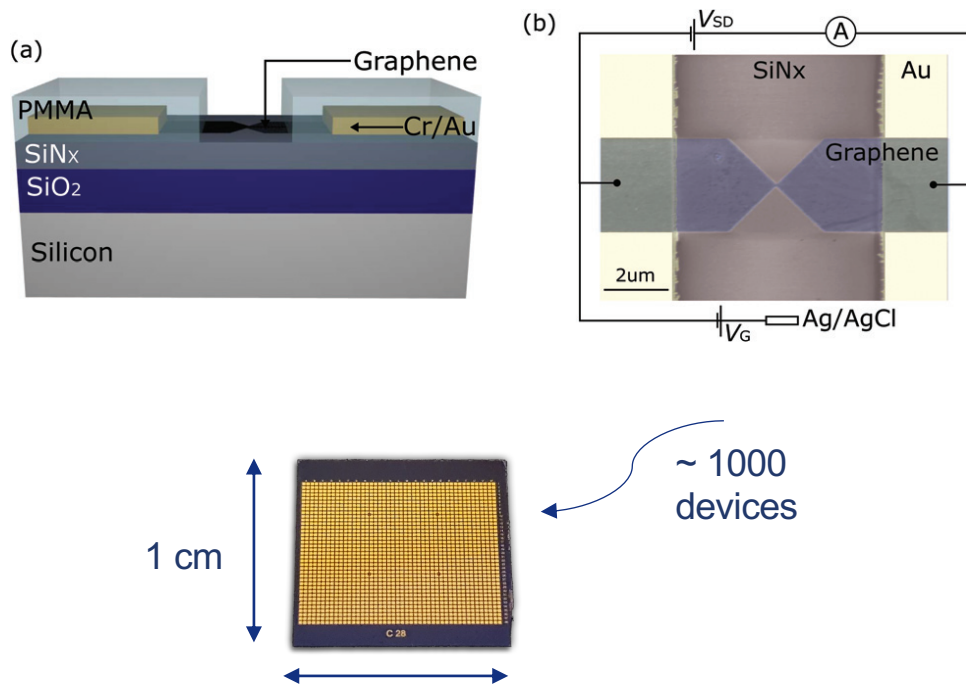 (a)
Graphene
PMMA
Cr/Au
SiNx
SiO2
Silicon
(b)
VSD
A
SiNx
Au
Graphene
2um
VG
Ag/AgCl
~ 1000
devices
1 cm
C 28